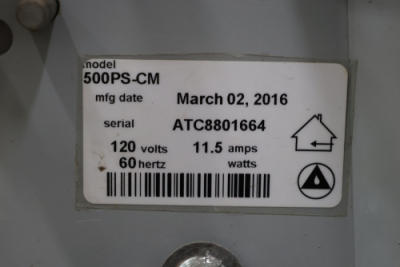 model
500PS-CM
mfg date March 02, 2016
serial ATC8801664
120 volts 11.5 amps
60 hertz watts